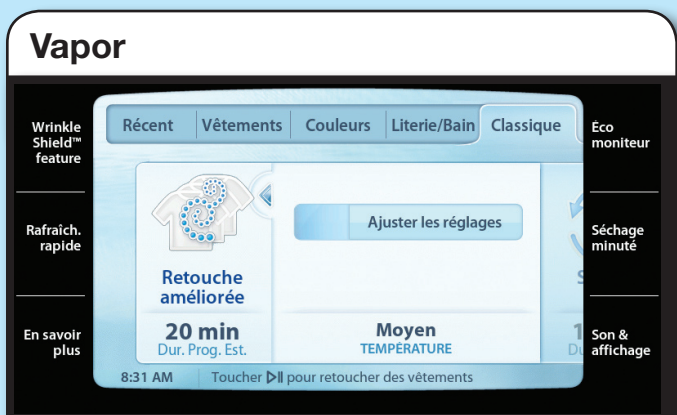 Vapor
Wrinkle
Shield™
feature
Rafraîch.
rapide
En savoir
plus
Récent
Vêtements
Couleurs
Literie/Bain
Classique
Retouche
améliorée
20 min
Dur. Prog. Est.
Ajuster les réglages
Moyen
TEMPÉRATURE
S
1
Du
8:31 AM
Toucher ▷|| pour retoucher des vêtements
Éco
moniteur
Séchage
minuté
Son &
affichage